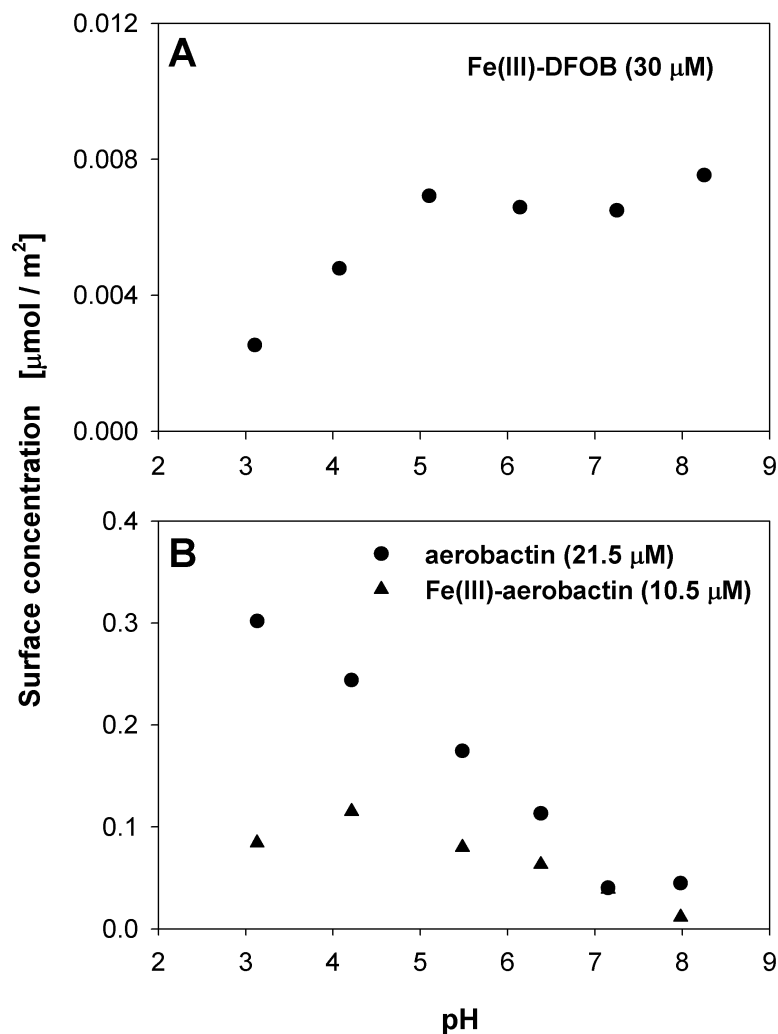 Surface concentration [μmol / m²]
A
Fe(III)-DFOB (30 μM)
0.012
0.008
0.004
0.000
2 3 4 5 6 7 8 9
B
aerobactin (21.5 μM)
Fe(III)-aerobactin (10.5 μM)
0.4
0.3
0.2
0.1
0.0
2 3 4 5 6 7 8 9
pH